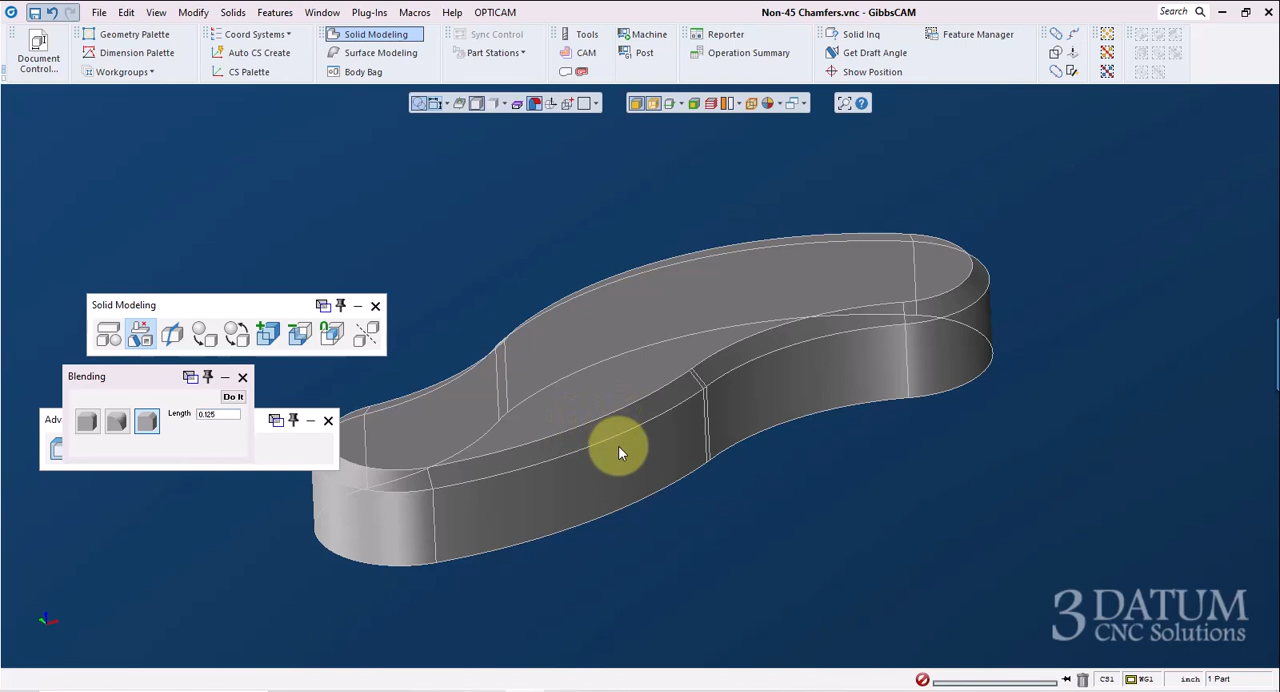 File Edit View Modify Solids Features Window Plug-Ins Macros Help OPTICAM
Non-45 Chamfers.vnc - GibbsCAM
Search
Document Control...
Geometry Palette
Dimension Palette
Workgroups
Coord Systems
Auto CS Create
CS Palette
Solid Modeling
Surface Modeling
Body Bag
Sync Control
Part Stations
Tools
CAM
Machine
Post
Reporter
Operation Summary
Solid Inq
Get Draft Angle
Show Position
Feature Manager
Solid Modeling
Blending
Do It
Length 0.125
3 DATUM
CNC Solutions
CS1 WG1 inch 1 Part